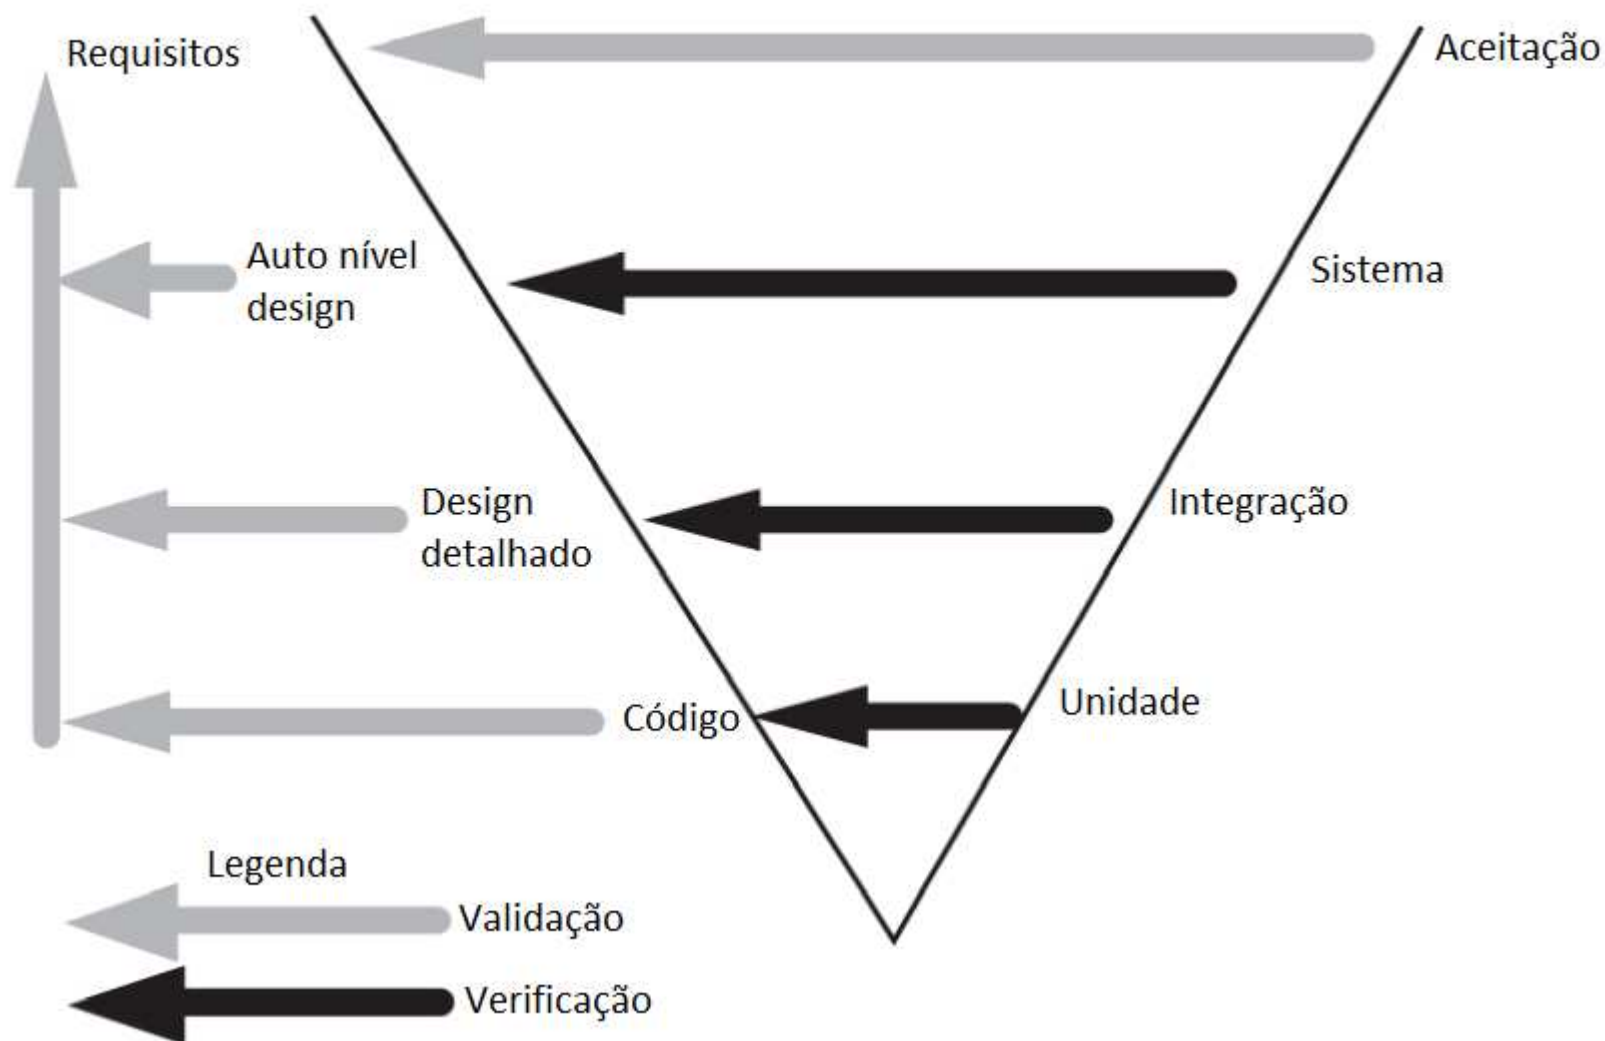 Requisitos
Aceitação
Auto nível
design
Sistema
Design
detalhado
Integração
Código
Unidade
Legenda
Validação
Verificação